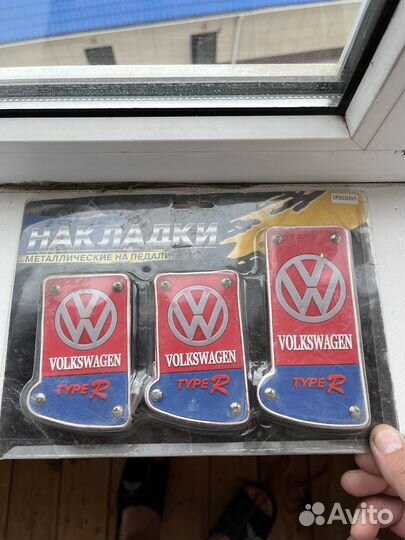 НАКЛАДКИ
МЕТАЛЛИЧЕСКИЕ НА ПЕДАЛИ
VOLKSWAGEN
TYPE R
VOLKSWAGEN
TYPE R
VOLKSWAGEN
TYPE R
Avito